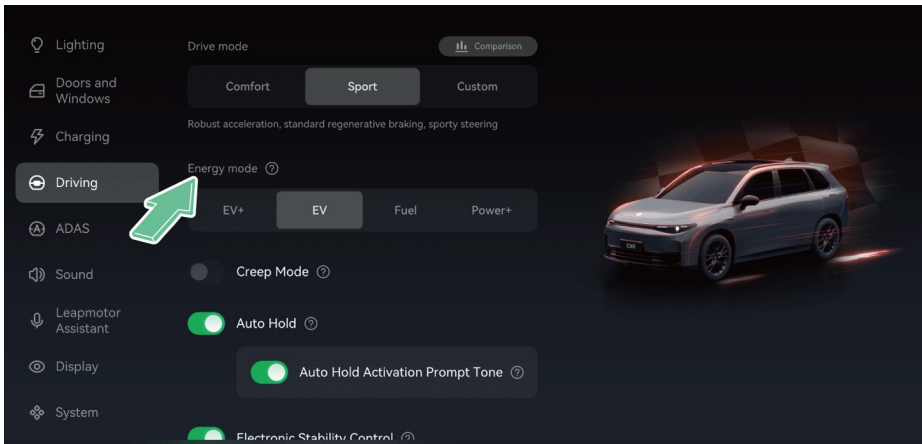 Lighting
Doors and
Windows
Charging
Driving
ADAS
Sound
Leapmotor
Assistant
Display
System
Drive mode
Comparison
Comfort
Sport
Custom
Robust acceleration, standard regenerative braking, sporty steering
Energy mode
EV+
EV
Fuel
Power+
Creep Mode
Auto Hold
Auto Hold Activation Prompt Tone
Electronic Stability Control
C10